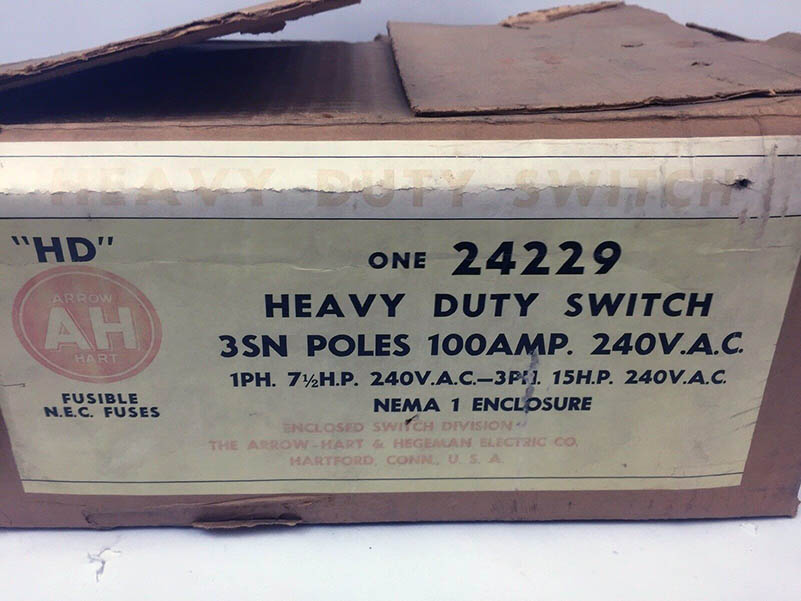 HEAVY DUTY SWITCH
"HD"
ONE 24229
ARROW
AH
HART
HEAVY DUTY SWITCH
3SN POLES 100AMP. 240V.A.C.
1PH. 7½H.P. 240V.A.C.—3PH. 15H.P. 240V.A.C.
FUSIBLE
N.E.C. FUSES
NEMA 1 ENCLOSURE
ENCLOSED SWITCH DIVISION
THE ARROW-HART & HEGEMAN ELECTRIC CO.
HARTFORD, CONN., U. S. A.